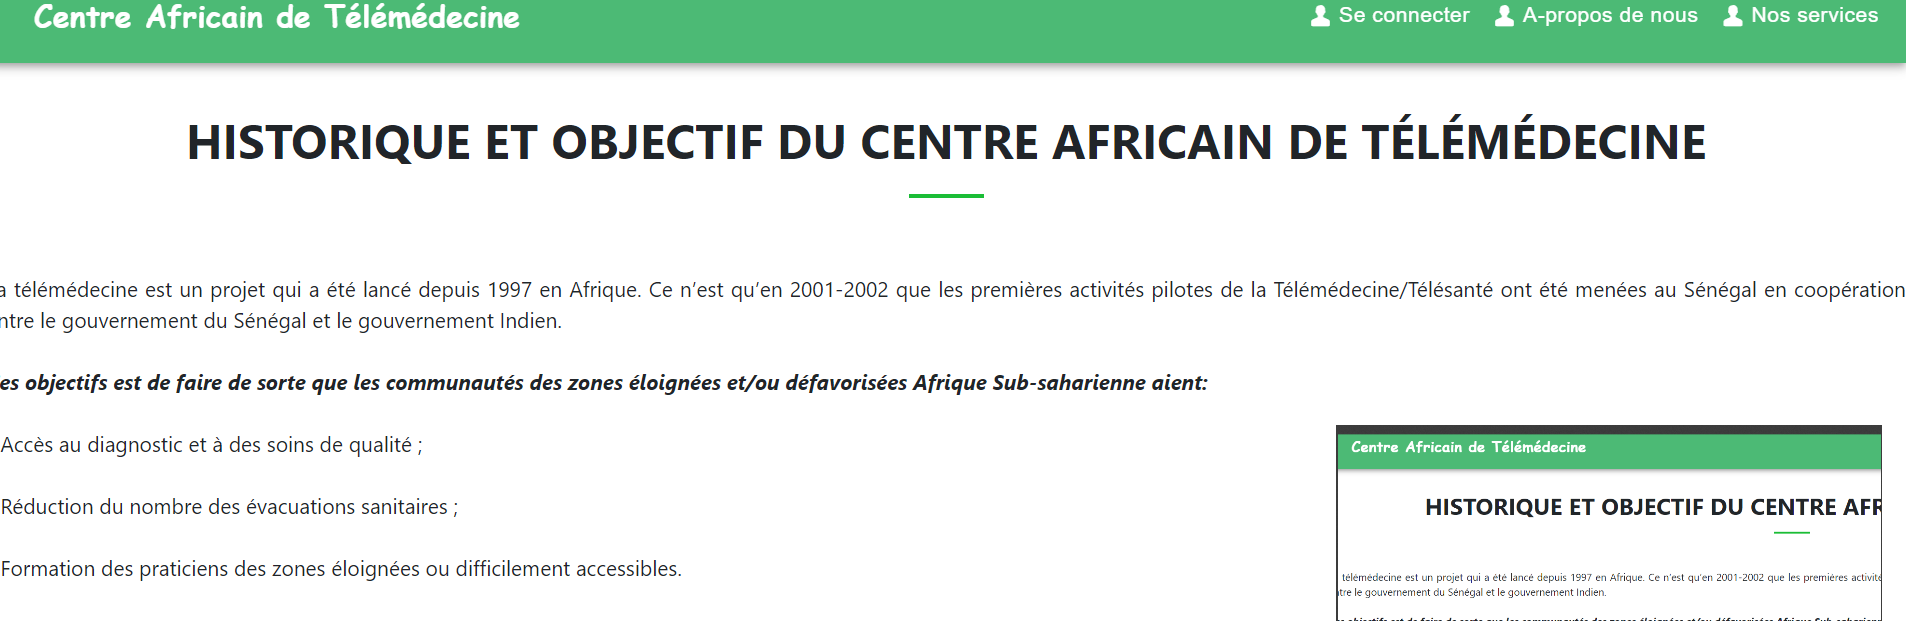 Centre Africain de Télémédecine
Se connecter A-propos de nous Nos services
HISTORIQUE ET OBJECTIF DU CENTRE AFRICAIN DE TÉLÉMÉDECINE
a télémédecine est un projet qui a été lancé depuis 1997 en Afrique. Ce n’est qu’en 2001-2002 que les premières activités pilotes de la Télémédecine/Télésanté ont été menées au Sénégal en coopération
ntre le gouvernement du Sénégal et le gouvernement Indien.
es objectifs est de faire de sorte que les communautés des zones éloignées et/ou défavorisées Afrique Sub-saharienne aient:
Accès au diagnostic et à des soins de qualité ;
Réduction du nombre des évacuations sanitaires ;
Formation des praticiens des zones éloignées ou difficilement accessibles.
Centre Africain de Télémédecine
HISTORIQUE ET OBJECTIF DU CENTRE AFR
télémédecine est un projet qui a été lancé depuis 1997 en Afrique. Ce n’est qu’en 2001-2002 que les premières activité
tre le gouvernement du Sénégal et le gouvernement Indien.